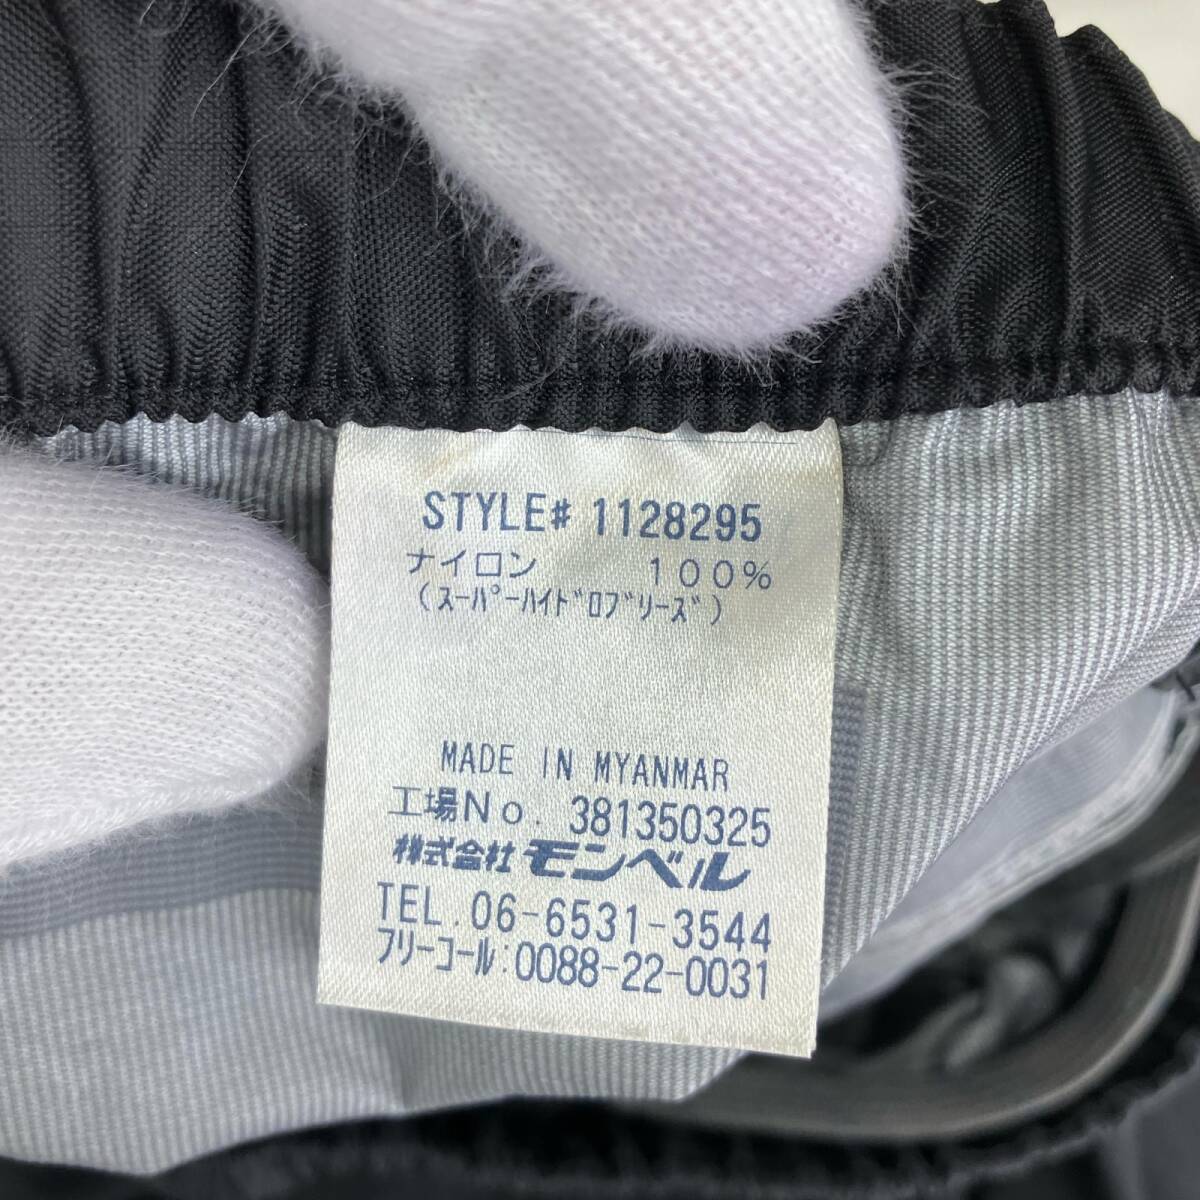 STYLE# 1128295
ナイロン 100%
(ｽｰﾊﾟｰﾊｲﾄﾞﾛﾌﾞﾘｰｽﾞ)
MADE IN MYANMAR
工場No. 381350325
株式会社 モンベル
TEL. 06-6531-3544
ﾌﾘｰｺｰﾙ:0088-22-0031